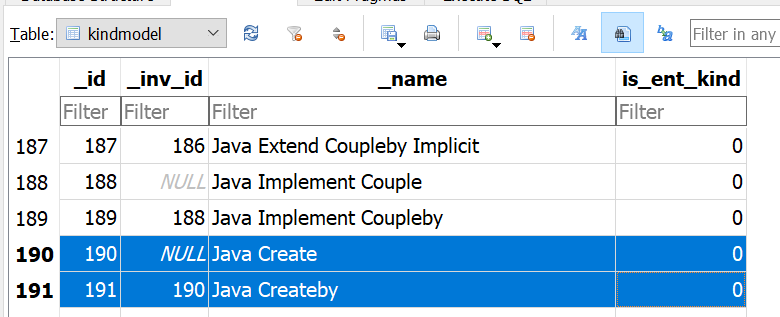 Table: kindmodel
Filter in any
_id _inv_id _name is_ent_kind
Filter Filter Filter Filter
187 187 186 Java Extend Coupleby Implicit 0
188 188 NULL Java Implement Couple 0
189 189 188 Java Implement Coupleby 0
190 190 NULL Java Create 0
191 191 190 Java Createby 0